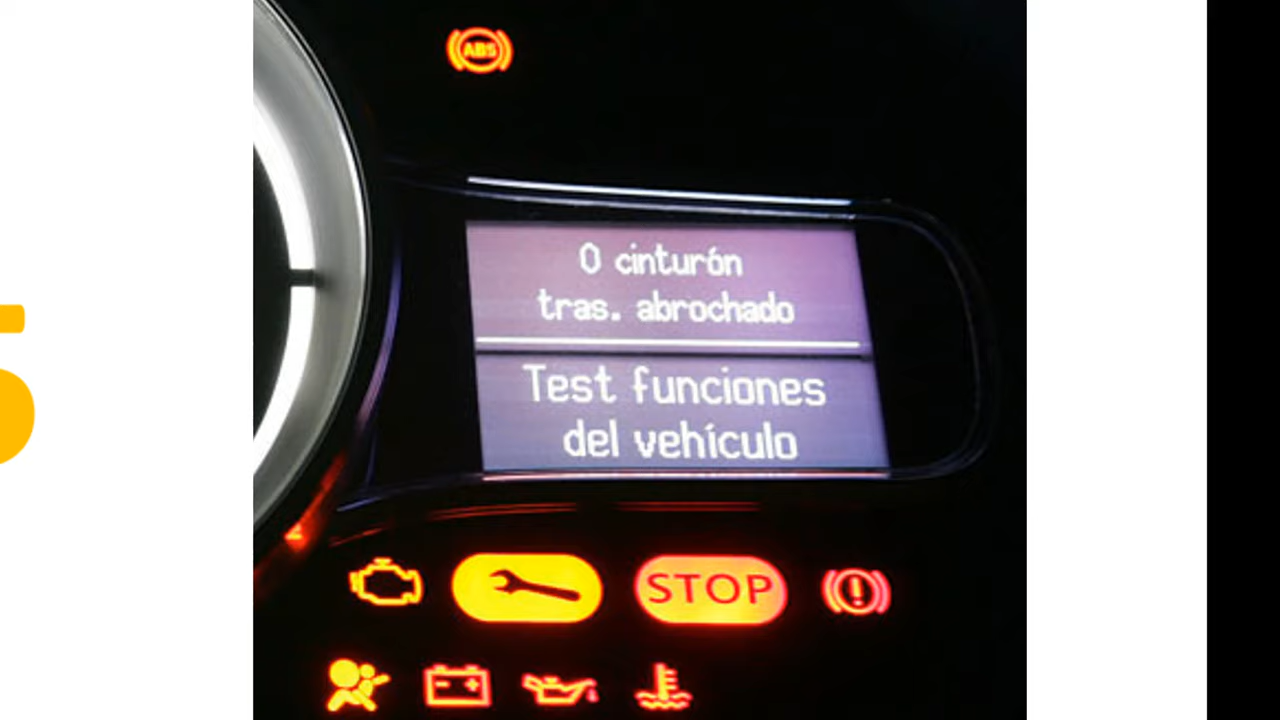 ABS
0 cinturón
tras. abrochado
Test funciones
del vehículo
STOP